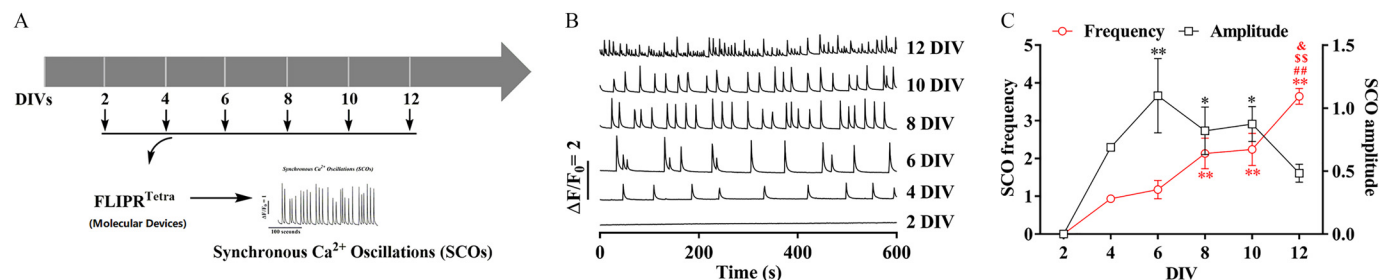 A
DIVs 2 4 6 8 10 12
FLIPR^Tetra
(Molecular Devices)
Synchronous Ca²⁺ Oscillations (SCOs)
ΔF/F₀= 1
100 seconds
Synchronous Ca²⁺ Oscillations (SCOs)
B
ΔF/F₀= 2
12 DIV
10 DIV
8 DIV
6 DIV
4 DIV
2 DIV
0 200 400 600
Time (s)
C
Frequency Amplitude
SCO frequency
5
4
3
2
1
0
**
*
*
&
$$
##
**
**
**
1.5
1.0
0.5
0.0
SCO amplitude
2 4 6 8 10 12
DIV